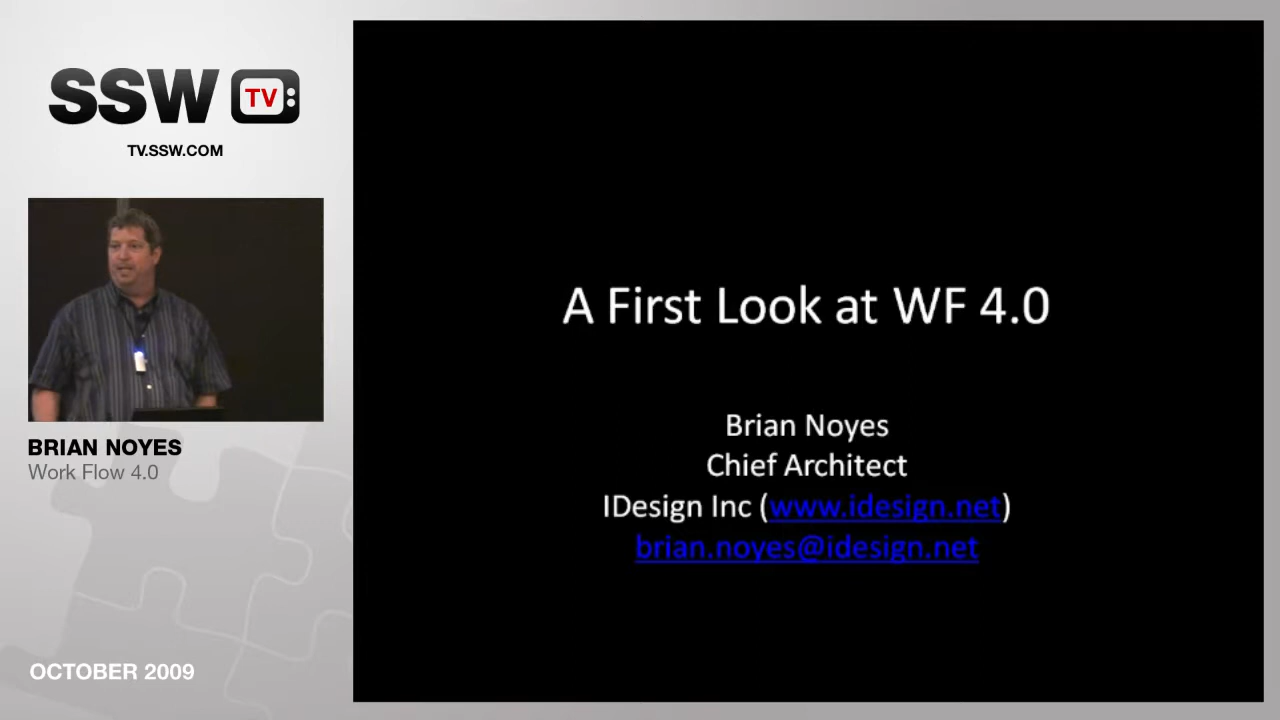 SSW TV
TV.SSW.COM
BRIAN NOYES
Work Flow 4.0
OCTOBER 2009
A First Look at WF 4.0
Brian Noyes
Chief Architect
IDesign Inc (www.idesign.net)
brian.noyes@idesign.net